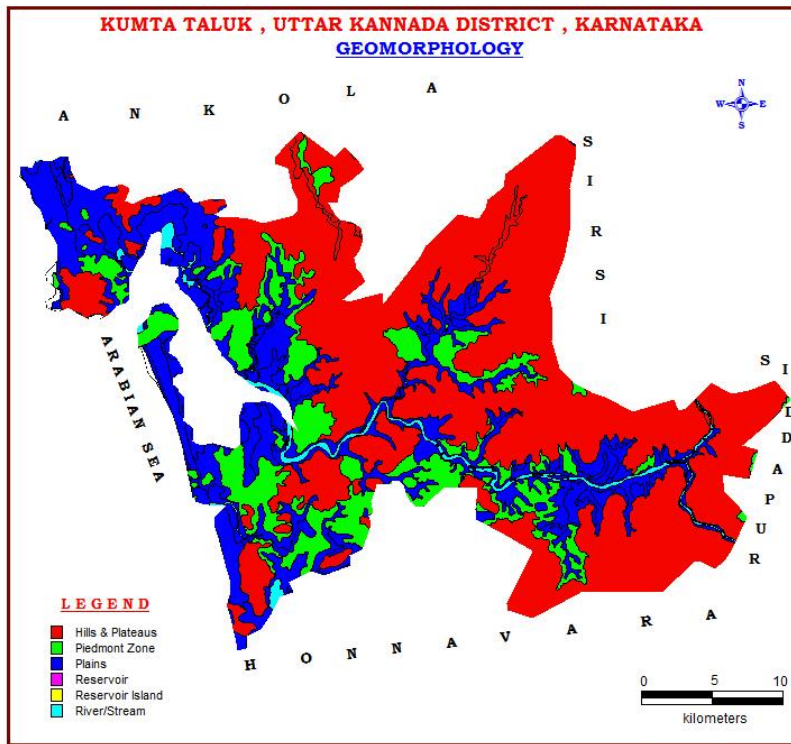 KUMTA TALUK , UTTAR KANNADA DISTRICT , KARNATAKA
GEOMORPHOLOGY
A N K O L A
N
W E
S
S I R S I
ARABIAN SEA
S I D D A P U R
LEGEND
Hills & Plateaus
Piedmont Zone
Plains
Reservoir
Reservoir Island
River/Stream
H O N N A V A R A
0 5 10
kilometers